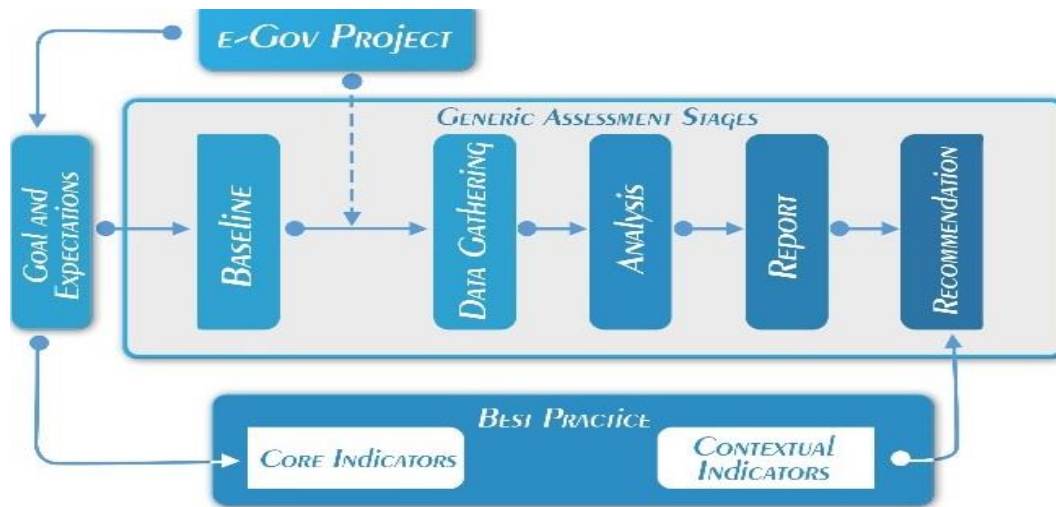 e-Gov Project
Generic Assessment Stages
Goal and
Expectations
Baseline
Data Gathering
Analysis
Report
Recommendation
Best Practice
Core Indicators
Contextual
Indicators